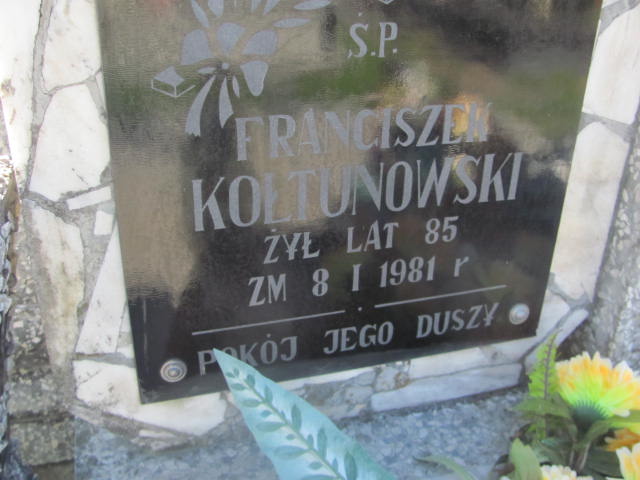 Ś.P.
FRANCISZEK
KOŁTUNOWSKI
ŻYŁ LAT 85
ZM 8 I 1981 r
POKÓJ JEGO DUSZY